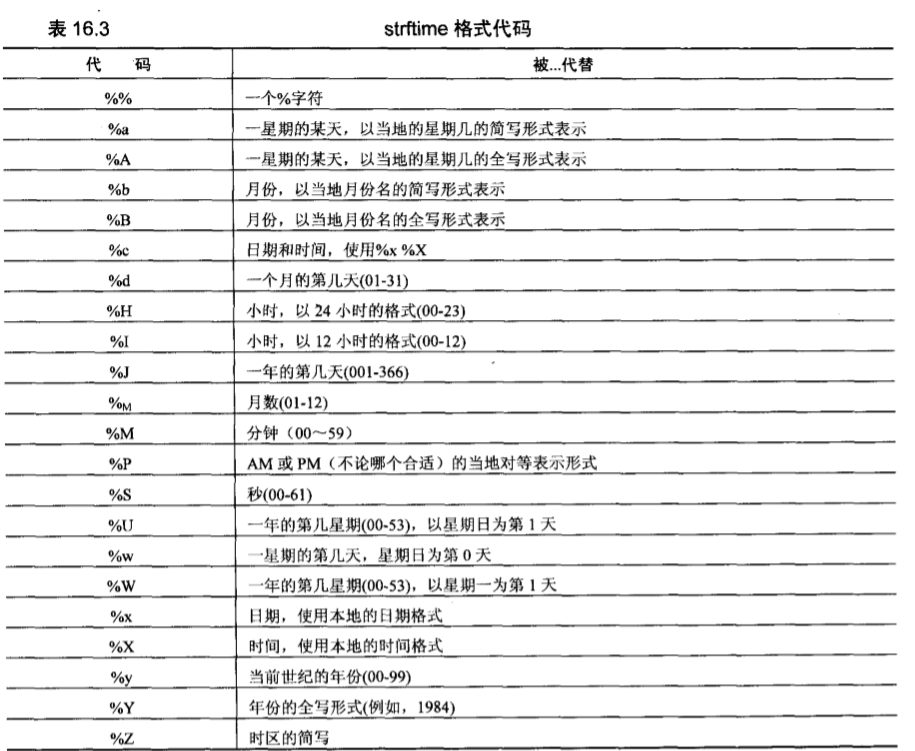 表 16.3 strftime 格式代码
代 码 被...代替
%% 一个%字符
%a 一星期的某天，以当地的星期几的简写形式表示
%A 一星期的某天，以当地的星期几的全写形式表示
%b 月份，以当地月份名的简写形式表示
%B 月份，以当地月份名的全写形式表示
%c 日期和时间，使用%x %X
%d 一个月的第几天(01-31)
%H 小时，以 24 小时的格式(00-23)
%I 小时，以 12 小时的格式(00-12)
%J 一年的第几天(001-366)
%M 月数(01-12)
%M 分钟（00～59）
%P AM 或 PM（不论哪个合适）的当地对等表示形式
%S 秒(00-61)
%U 一年的第几星期(00-53)，以星期日为第 1 天
%w 一星期的第几天，星期日为第 0 天
%W 一年的第几星期(00-53)，以星期一为第 1 天
%x 日期，使用本地的日期格式
%X 时间，使用本地的时间格式
%y 当前世纪的年份(00-99)
%Y 年份的全写形式(例如，1984)
%Z 时区的简写